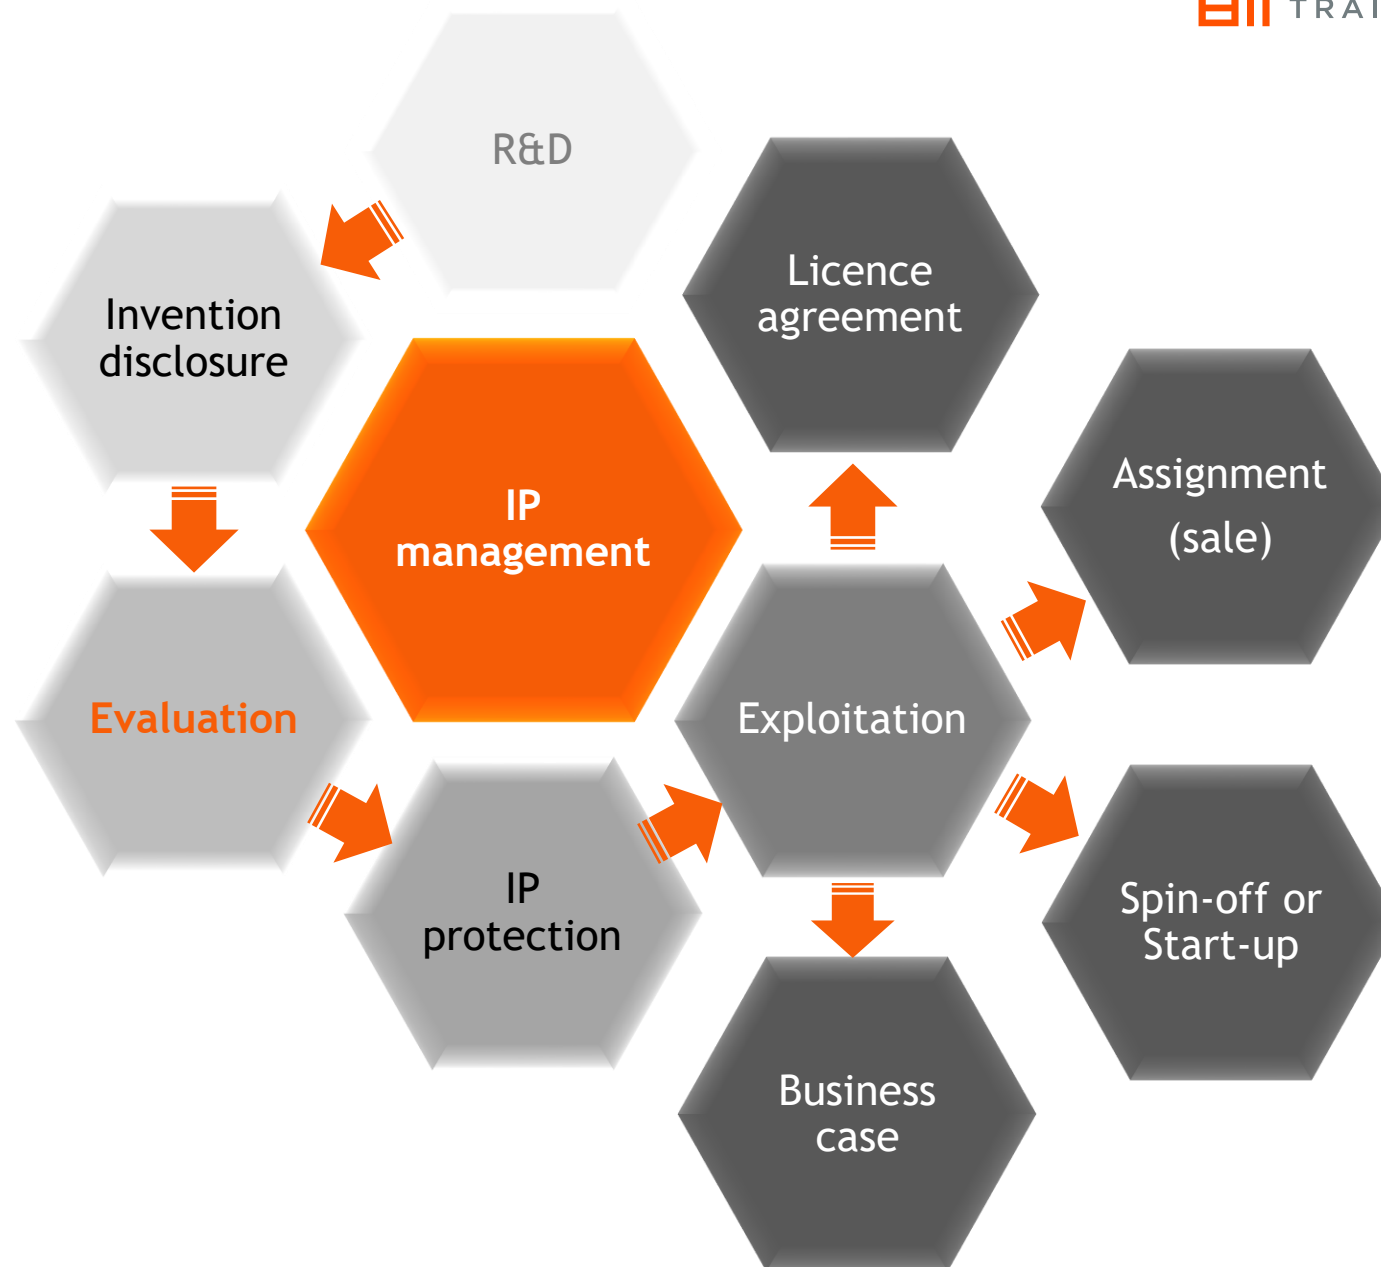 R&D
Invention
disclosure
Licence
agreement
IP
management
Assignment
(sale)
Evaluation
Exploitation
IP
protection
Spin-off or
Start-up
Business
case